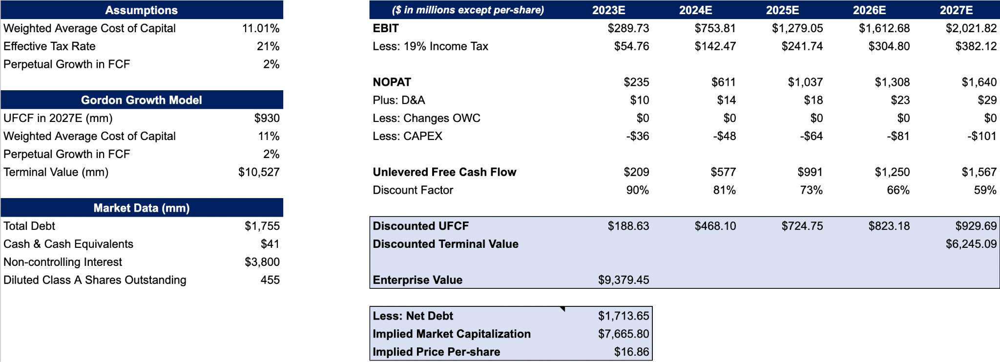 Assumptions
Weighted Average Cost of Capital 11.01%
Effective Tax Rate 21%
Perpetual Growth in FCF 2%
Gordon Growth Model
UFCF in 2027E (mm) $930
Weighted Average Cost of Capital 11%
Perpetual Growth in FCF 2%
Terminal Value (mm) $10,527
Market Data (mm)
Total Debt $1,755
Cash & Cash Equivalents $41
Non-controlling Interest $3,800
Diluted Class A Shares Outstanding 455
($ in millions except per-share) 2023E 2024E 2025E 2026E 2027E
EBIT $289.73 $753.81 $1,279.05 $1,612.68 $2,021.82
Less: 19% Income Tax $54.76 $142.47 $241.74 $304.80 $382.12
NOPAT $235 $611 $1,037 $1,308 $1,640
Plus: D&A $10 $14 $18 $23 $29
Less: Changes OWC $0 $0 $0 $0 $0
Less: CAPEX -$36 -$48 -$64 -$81 -$101
Unlevered Free Cash Flow $209 $577 $991 $1,250 $1,567
Discount Factor 90% 81% 73% 66% 59%
Discounted UFCF $188.63 $468.10 $724.75 $823.18 $929.69
Discounted Terminal Value $6,245.09
Enterprise Value $9,379.45
Less: Net Debt $1,713.65
Implied Market Capitalization $7,665.80
Implied Price Per-share $16.86